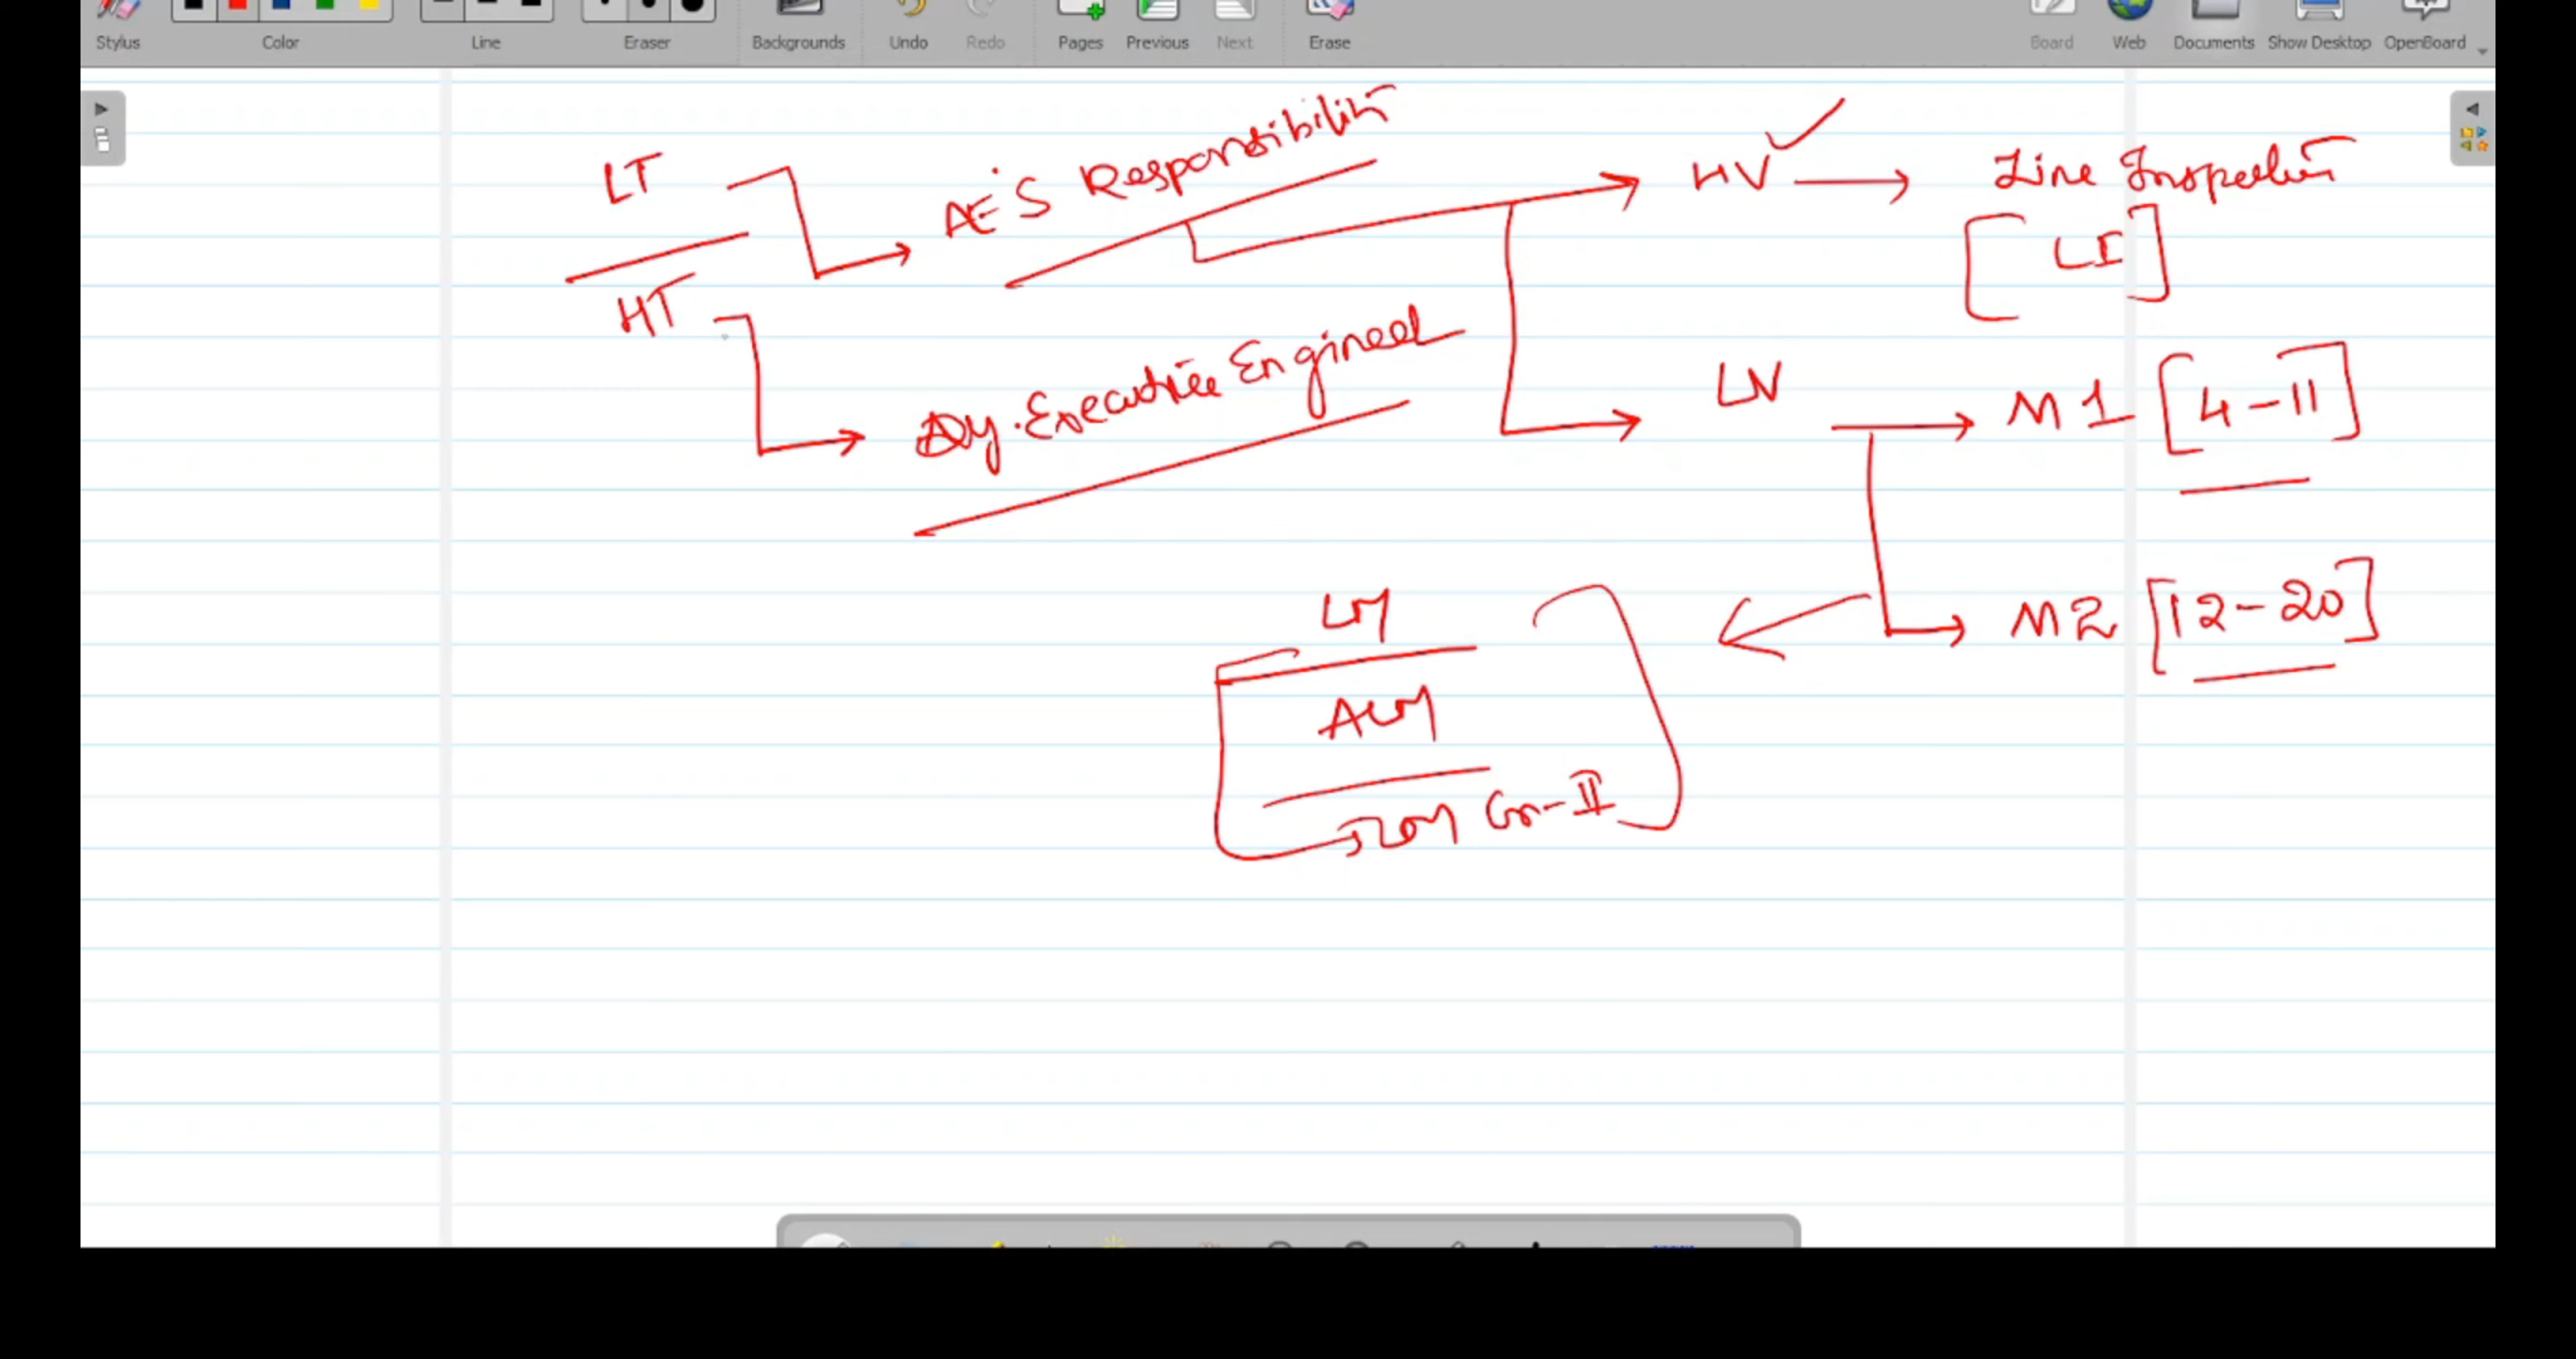 Stylus Color Line Eraser Backgrounds Undo Redo Pages Previous Next Erase Board Web Documents Show Desktop OpenBoard
LT
AE's Responsibility
HV
Line Inspector
[LI]
HT
Dy. Executive Engineer
LV
M1 [4-11]
M2 [12-20]
LM
ALM
JLM Gr-II